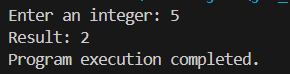 Enter an integer: 5
Result: 2
Program execution completed.